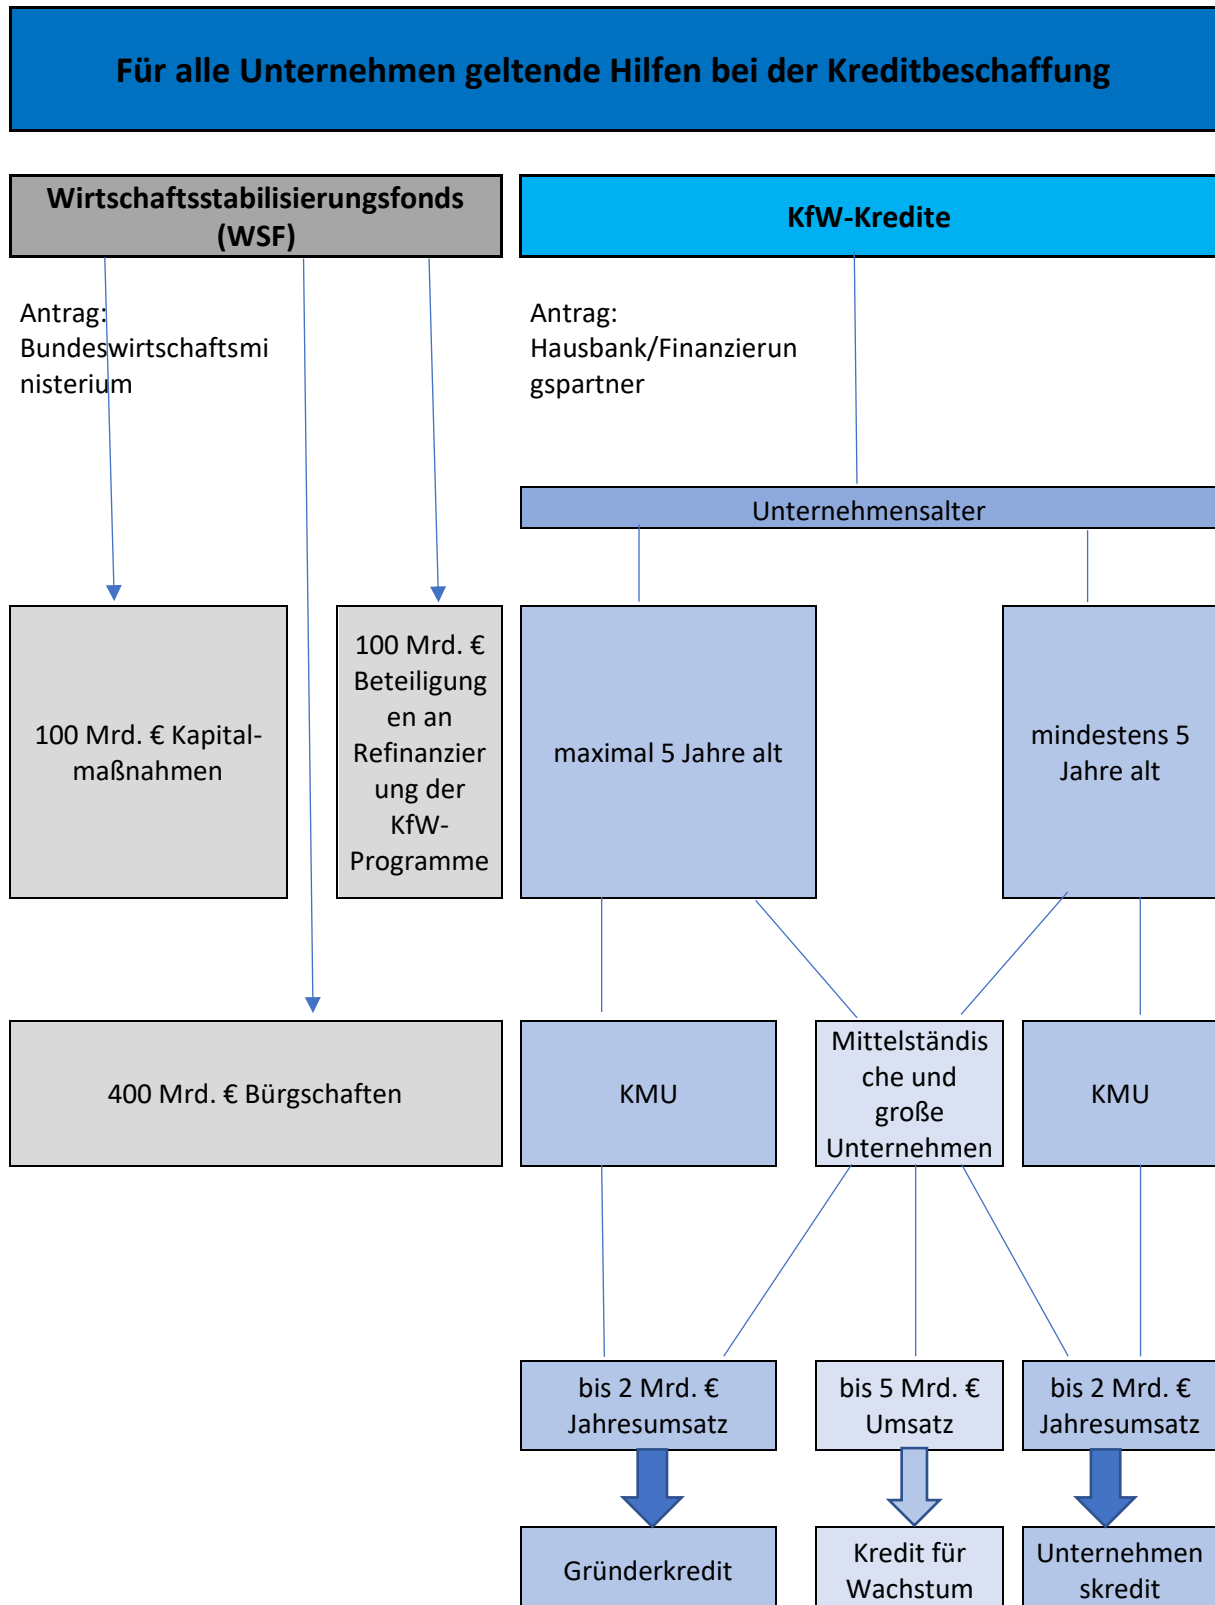 Für alle Unternehmen geltende Hilfen bei der Kreditbeschaffung
Wirtschaftsstabilisierungsfonds
(WSF)
KfW-Kredite
Antrag:
Bundeswirtschaftsmi
nisterium
Antrag:
Hausbank/Finanzierun
gspartner
Unternehmensalter
100 Mrd. € Kapital-
maßnahmen
100 Mrd. €
Beteiligung
en an
Refinanzier
ung der
KfW-
Programme
maximal 5 Jahre alt
mindestens 5
Jahre alt
400 Mrd. € Bürgschaften
KMU
Mittelständis
che und
große
Unternehmen
KMU
bis 2 Mrd. €
Jahresumsatz
bis 5 Mrd. €
Umsatz
bis 2 Mrd. €
Jahresumsatz
Gründerkredit
Kredit für
Wachstum
Unternehmen
skredit